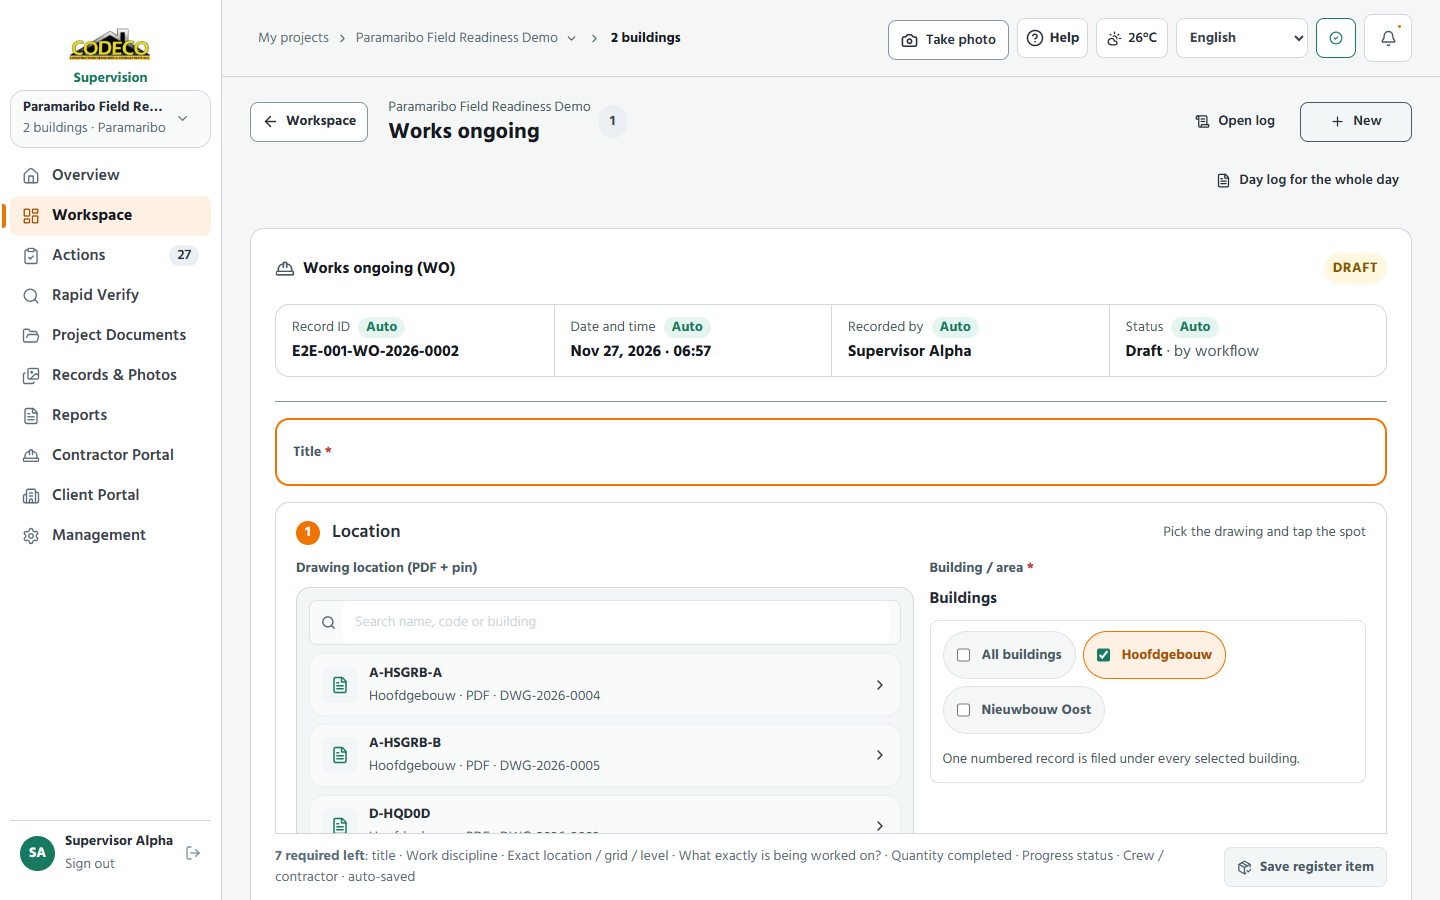 CODECO
Supervision
Paramaribo Field Re...
2 buildings · Paramaribo
Overview
Workspace
Actions 27
Rapid Verify
Project Documents
Records & Photos
Reports
Contractor Portal
Client Portal
Management
SA
Supervisor Alpha
Sign out
My projects > Paramaribo Field Readiness Demo > 2 buildings
Take photo
Help
26°C
English
Workspace
Paramaribo Field Readiness Demo
Works ongoing
1
Open log
+ New
Day log for the whole day
Works ongoing (WO)
DRAFT
Record ID Auto
E2E-001-WO-2026-0002
Date and time Auto
Nov 27, 2026 · 06:57
Recorded by Auto
Supervisor Alpha
Status Auto
Draft · by workflow
Title *
1 Location
Pick the drawing and tap the spot
Drawing location (PDF + pin)
Search name, code or building
A-HSGRB-A
Hoofdgebouw · PDF · DWG-2026-0004
A-HSGRB-B
Hoofdgebouw · PDF · DWG-2026-0005
D-HQD0D
Building / area *
Buildings
All buildings
Hoofdgebouw
Nieuwbouw Oost
One numbered record is filed under every selected building.
7 required left: title · Work discipline · Exact location / grid / level · What exactly is being worked on? · Quantity completed · Progress status · Crew /
contractor · auto-saved
Save register item